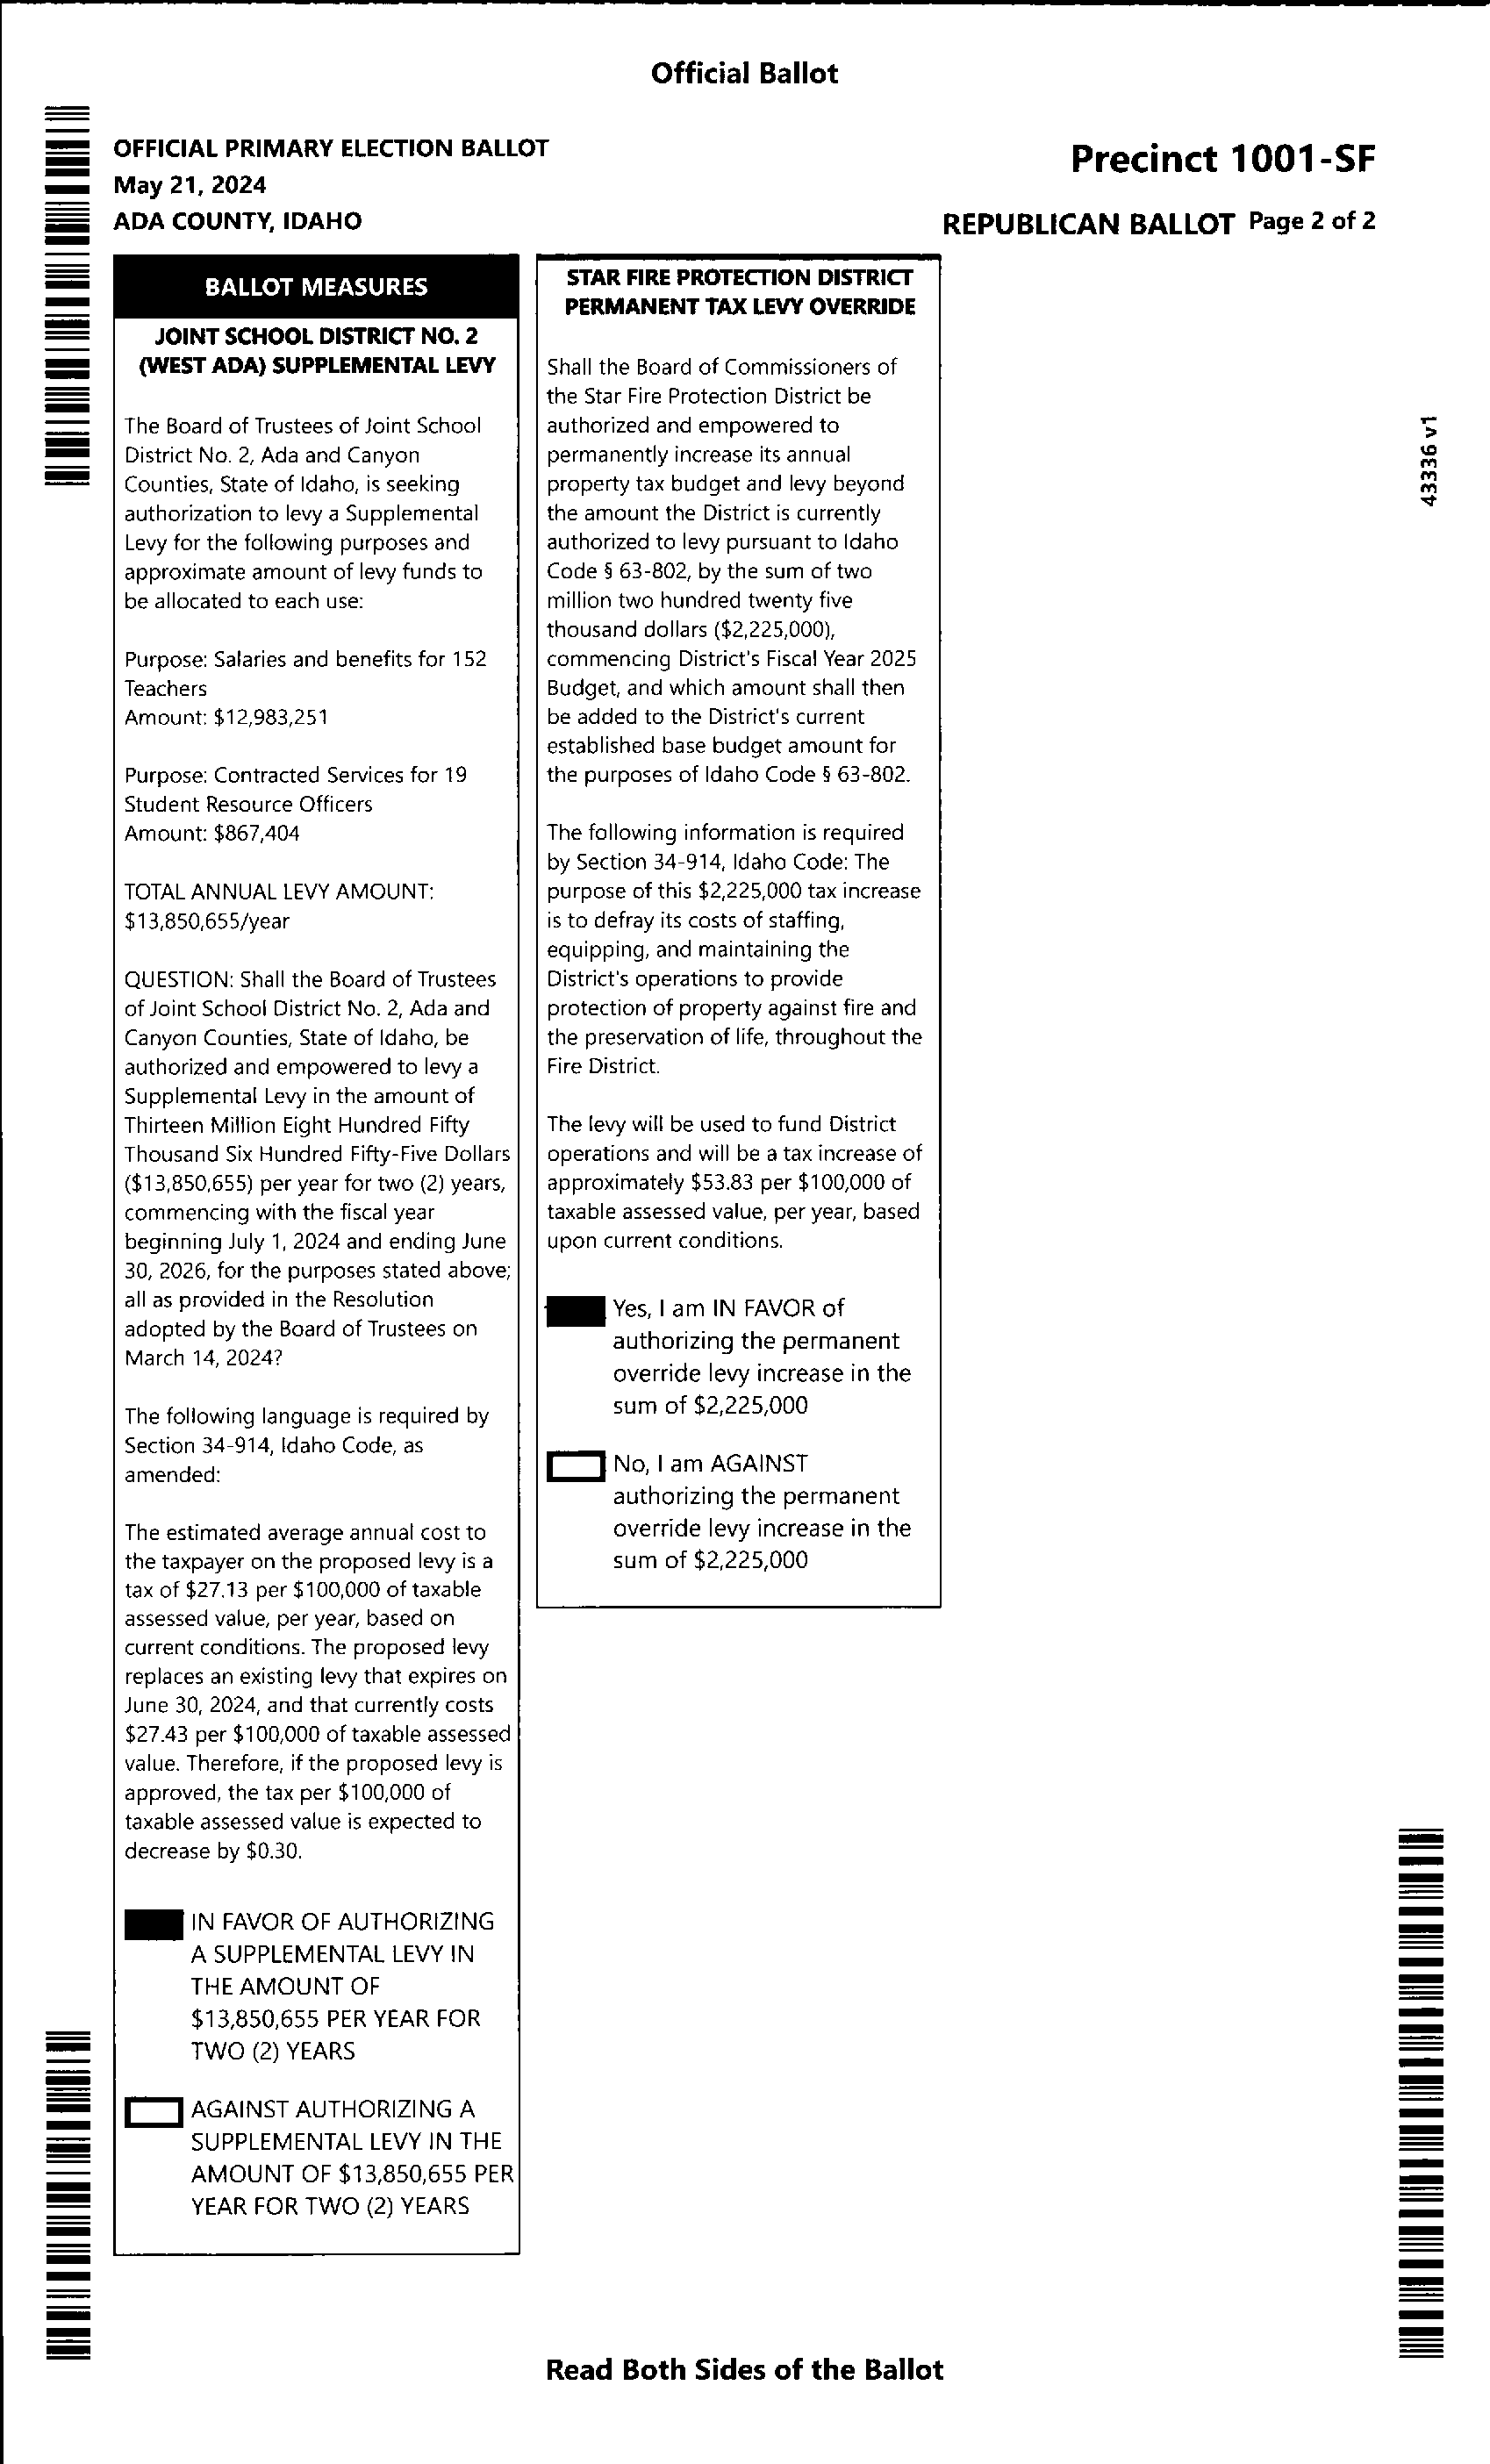 Official Ballot
OFFICIAL PRIMARY ELECTION BALLOT
May 21, 2024
ADA COUNTY, IDAHO
Precinct 1001-SF
REPUBLICAN BALLOT Page 2 of 2
BALLOT MEASURES
JOINT SCHOOL DISTRICT NO. 2
(WEST ADA) SUPPLEMENTAL LEVY
The Board of Trustees of Joint School
District No. 2, Ada and Canyon
Counties, State of Idaho, is seeking
authorization to levy a Supplemental
Levy for the following purposes and
approximate amount of levy funds to
be allocated to each use:
Purpose: Salaries and benefits for 152
Teachers
Amount: $12,983,251
Purpose: Contracted Services for 19
Student Resource Officers
Amount: $867,404
TOTAL ANNUAL LEVY AMOUNT:
$13,850,655/year
QUESTION: Shall the Board of Trustees
of Joint School District No. 2, Ada and
Canyon Counties, State of Idaho, be
authorized and empowered to levy a
Supplemental Levy in the amount of
Thirteen Million Eight Hundred Fifty
Thousand Six Hundred Fifty-Five Dollars
($13,850,655) per year for two (2) years,
commencing with the fiscal year
beginning July 1, 2024 and ending June
30, 2026, for the purposes stated above;
all as provided in the Resolution
adopted by the Board of Trustees on
March 14, 2024?
The following language is required by
Section 34-914, Idaho Code, as
amended:
The estimated average annual cost to
the taxpayer on the proposed levy is a
tax of $27.13 per $100,000 of taxable
assessed value, per year, based on
current conditions. The proposed levy
replaces an existing levy that expires on
June 30, 2024, and that currently costs
$27.43 per $100,000 of taxable assessed
value. Therefore, if the proposed levy is
approved, the tax per $100,000 of
taxable assessed value is expected to
decrease by $0.30.
IN FAVOR OF AUTHORIZING
A SUPPLEMENTAL LEVY IN
THE AMOUNT OF
$13,850,655 PER YEAR FOR
TWO (2) YEARS
AGAINST AUTHORIZING A
SUPPLEMENTAL LEVY IN THE
AMOUNT OF $13,850,655 PER
YEAR FOR TWO (2) YEARS
STAR FIRE PROTECTION DISTRICT
PERMANENT TAX LEVY OVERRIDE
Shall the Board of Commissioners of
the Star Fire Protection District be
authorized and empowered to
permanently increase its annual
property tax budget and levy beyond
the amount the District is currently
authorized to levy pursuant to Idaho
Code § 63-802, by the sum of two
million two hundred twenty five
thousand dollars ($2,225,000),
commencing District's Fiscal Year 2025
Budget, and which amount shall then
be added to the District's current
established base budget amount for
the purposes of Idaho Code § 63-802.
The following information is required
by Section 34-914, Idaho Code: The
purpose of this $2,225,000 tax increase
is to defray its costs of staffing,
equipping, and maintaining the
District's operations to provide
protection of property against fire and
the preservation of life, throughout the
Fire District.
The levy will be used to fund District
operations and will be a tax increase of
approximately $53.83 per $100,000 of
taxable assessed value, per year, based
upon current conditions.
Yes, I am IN FAVOR of
authorizing the permanent
override levy increase in the
sum of $2,225,000
No, I am AGAINST
authorizing the permanent
override levy increase in the
sum of $2,225,000
43336 v1
Read Both Sides of the Ballot